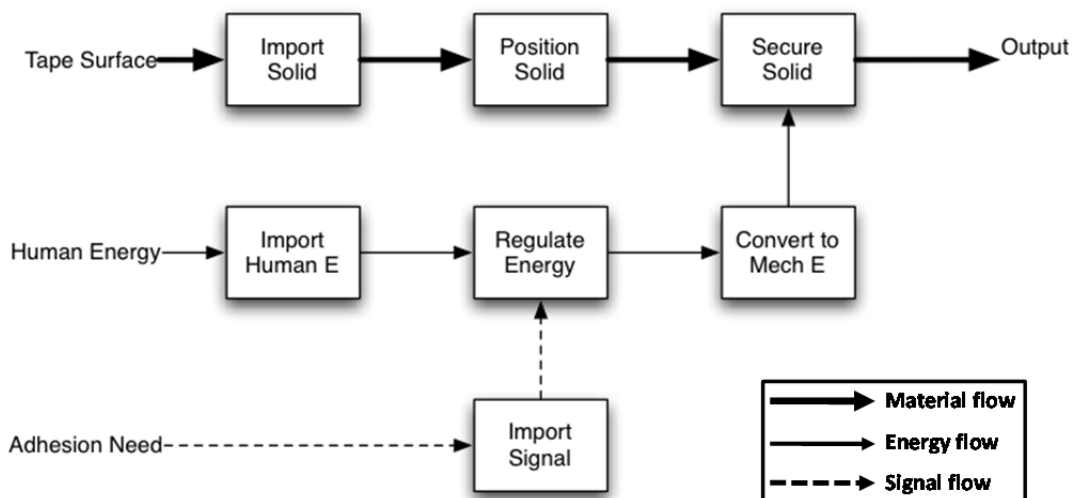 Tape Surface
Import
Solid
Position
Solid
Secure
Solid
Output
Human Energy
Import
Human E
Regulate
Energy
Convert to
Mech E
Adhesion Need
Import
Signal
Material flow
Energy flow
Signal flow